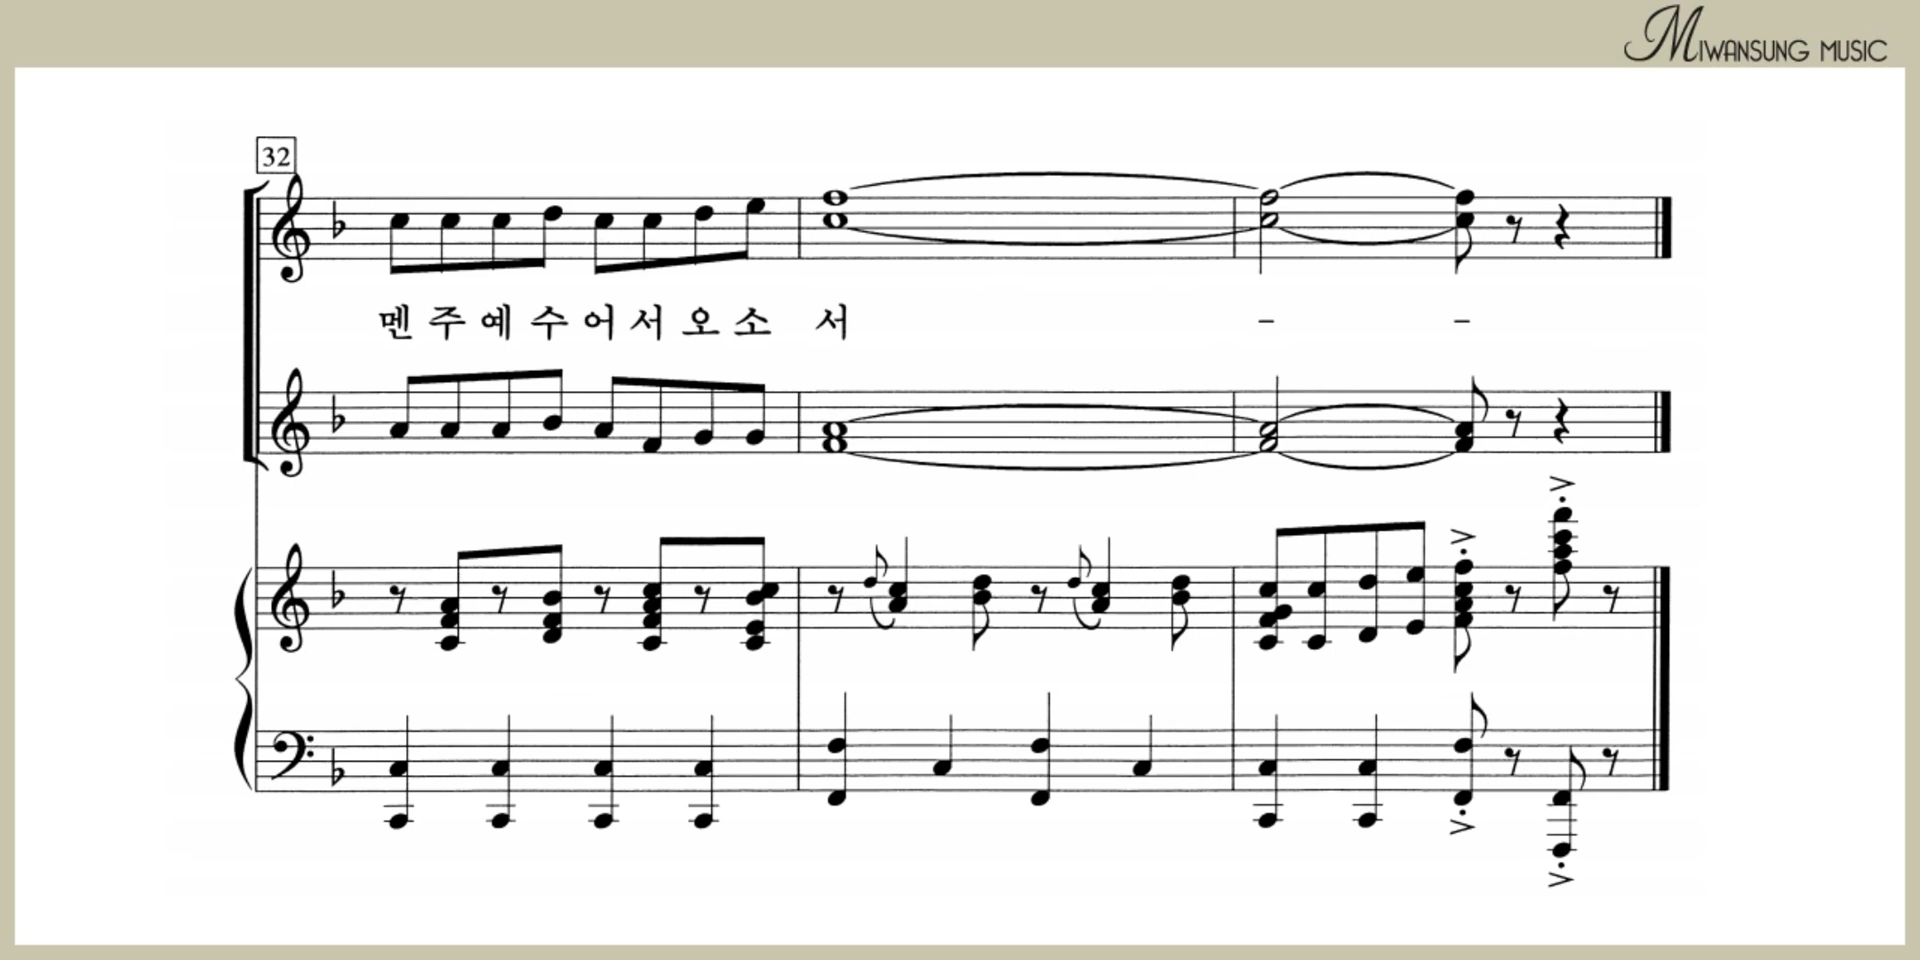 MIWANSUNG MUSIC
32
멘 주 예 수 어 서 오 소 서 - -